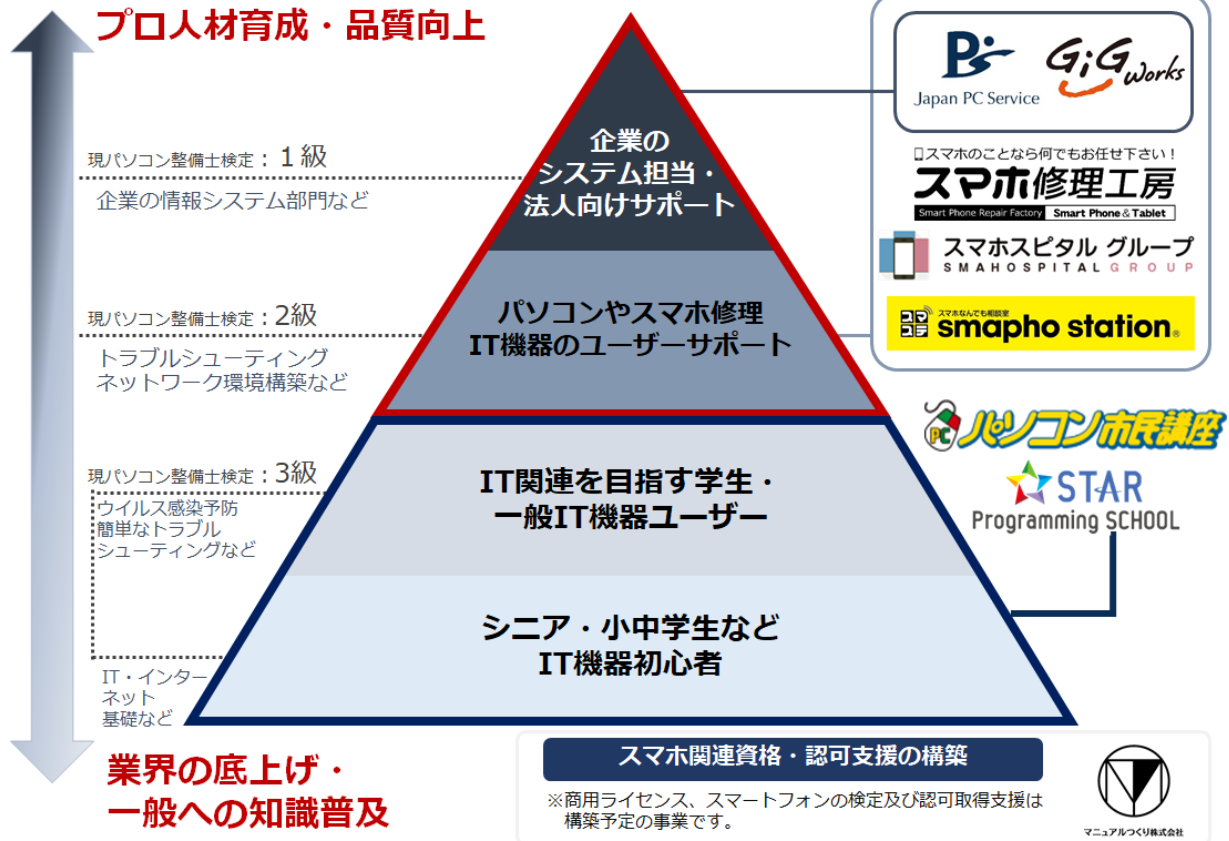 プロ人材育成・品質向上
現パソコン整備士検定：１級
企業の情報システム部門など
現パソコン整備士検定：2級
トラブルシューティング
ネットワーク環境構築など
現パソコン整備士検定：3級
ウイルス感染予防
簡単なトラブル
シューティングなど
IT・インター
ネット
基礎など
業界の底上げ・
一般への知識普及
企業の
システム担当・
法人向けサポート
パソコンやスマホ修理
IT機器のユーザーサポート
IT関連を目指す学生・
一般IT機器ユーザー
シニア・小中学生など
IT機器初心者
Japan PC Service
GiG works
スマホのことなら何でもお任せ下さい！
スマホ修理工房
Smart Phone Repair Factory Smart Phone & Tablet
スマホスピタル グループ
SMAHOSPITAL GROUP
スマホなんでも相談室
コマコデ smapho station®
PC パソコン市民講座
STAR
Programming SCHOOL
スマホ関連資格・認可支援の構築
※商用ライセンス、スマートフォンの検定及び認可取得支援は
構築予定の事業です。
マニュアルつくり株式会社